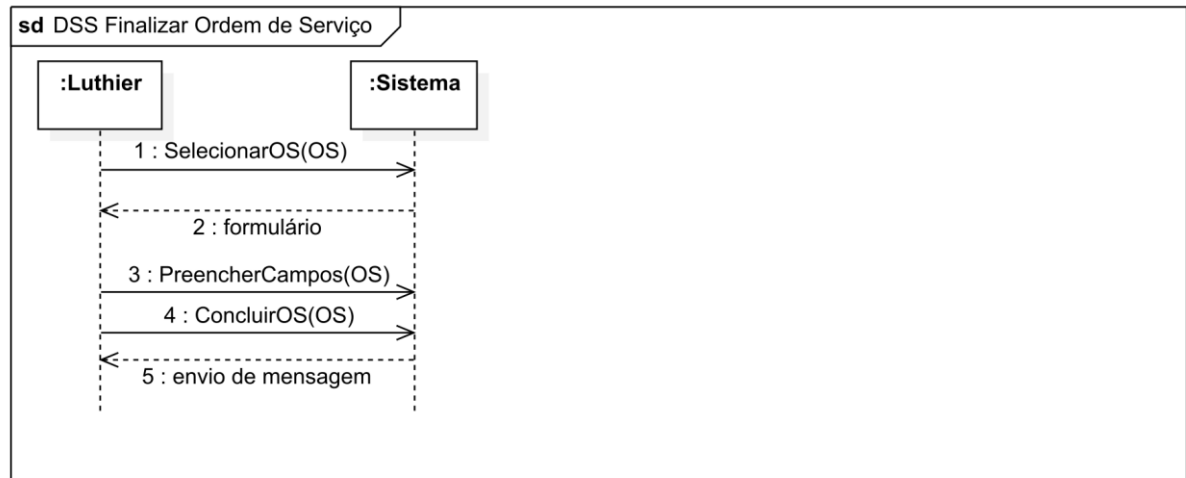 sd DSS Finalizar Ordem de Serviço
:Luthier
:Sistema
1 : SelecionarOS(OS)
2 : formulário
3 : PreencherCampos(OS)
4 : ConcluirOS(OS)
5 : envio de mensagem